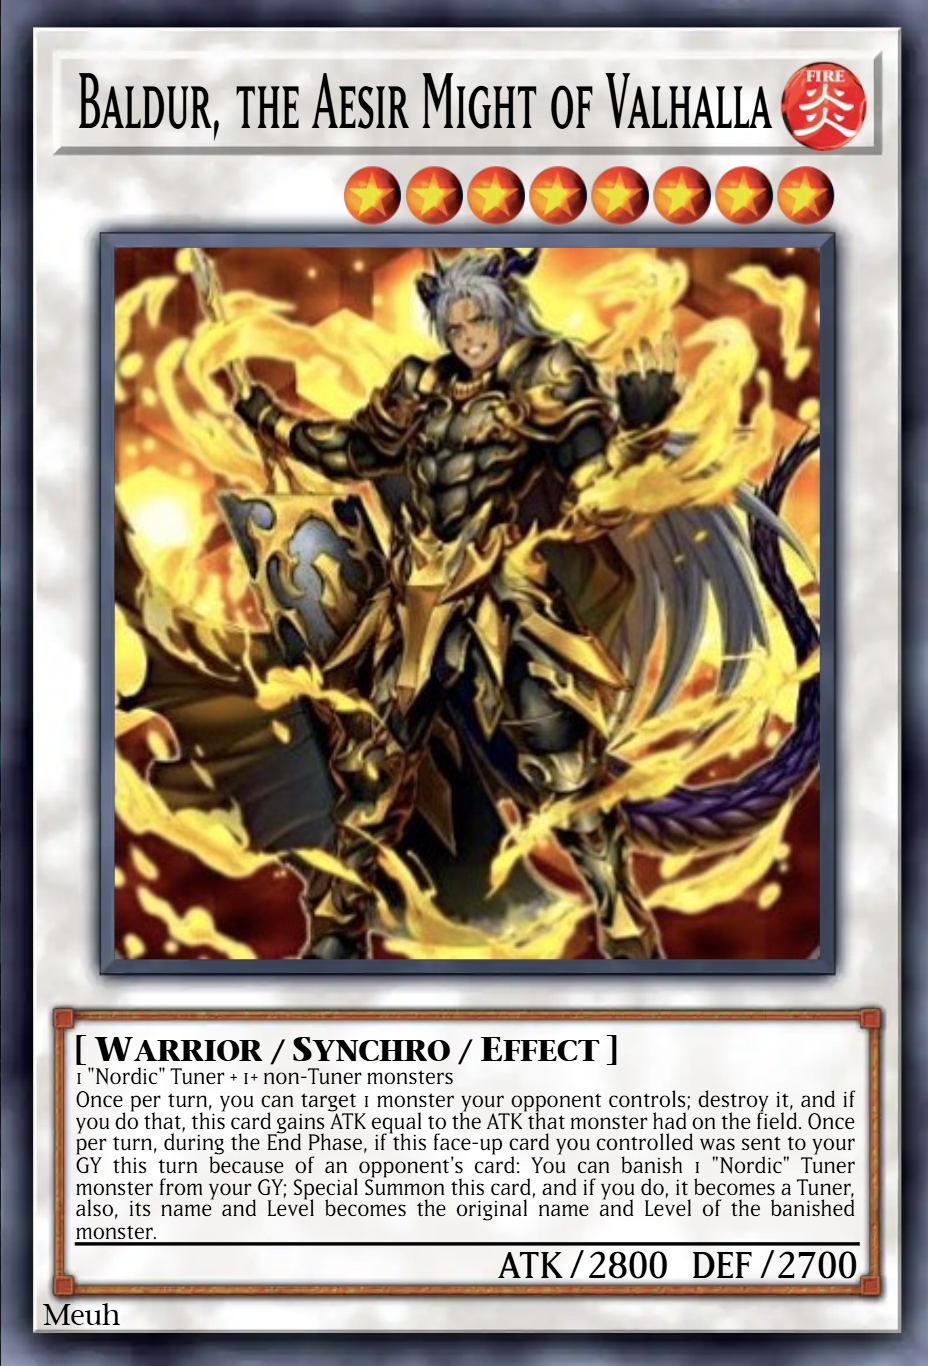 Baldur, the Aesir Might of Valhalla
FIRE
炎
[ Warrior / Synchro / Effect ]
1 "Nordic" Tuner + 1+ non-Tuner monsters
Once per turn, you can target 1 monster your opponent controls; destroy it, and if
you do that, this card gains ATK equal to the ATK that monster had on the field. Once
per turn, during the End Phase, if this face-up card you controlled was sent to your
GY this turn because of an opponent's card: You can banish 1 "Nordic" Tuner
monster from your GY; Special Summon this card, and if you do, it becomes a Tuner,
also, its name and Level becomes the original name and Level of the banished
monster.
ATK/2800 DEF/2700
Meuh